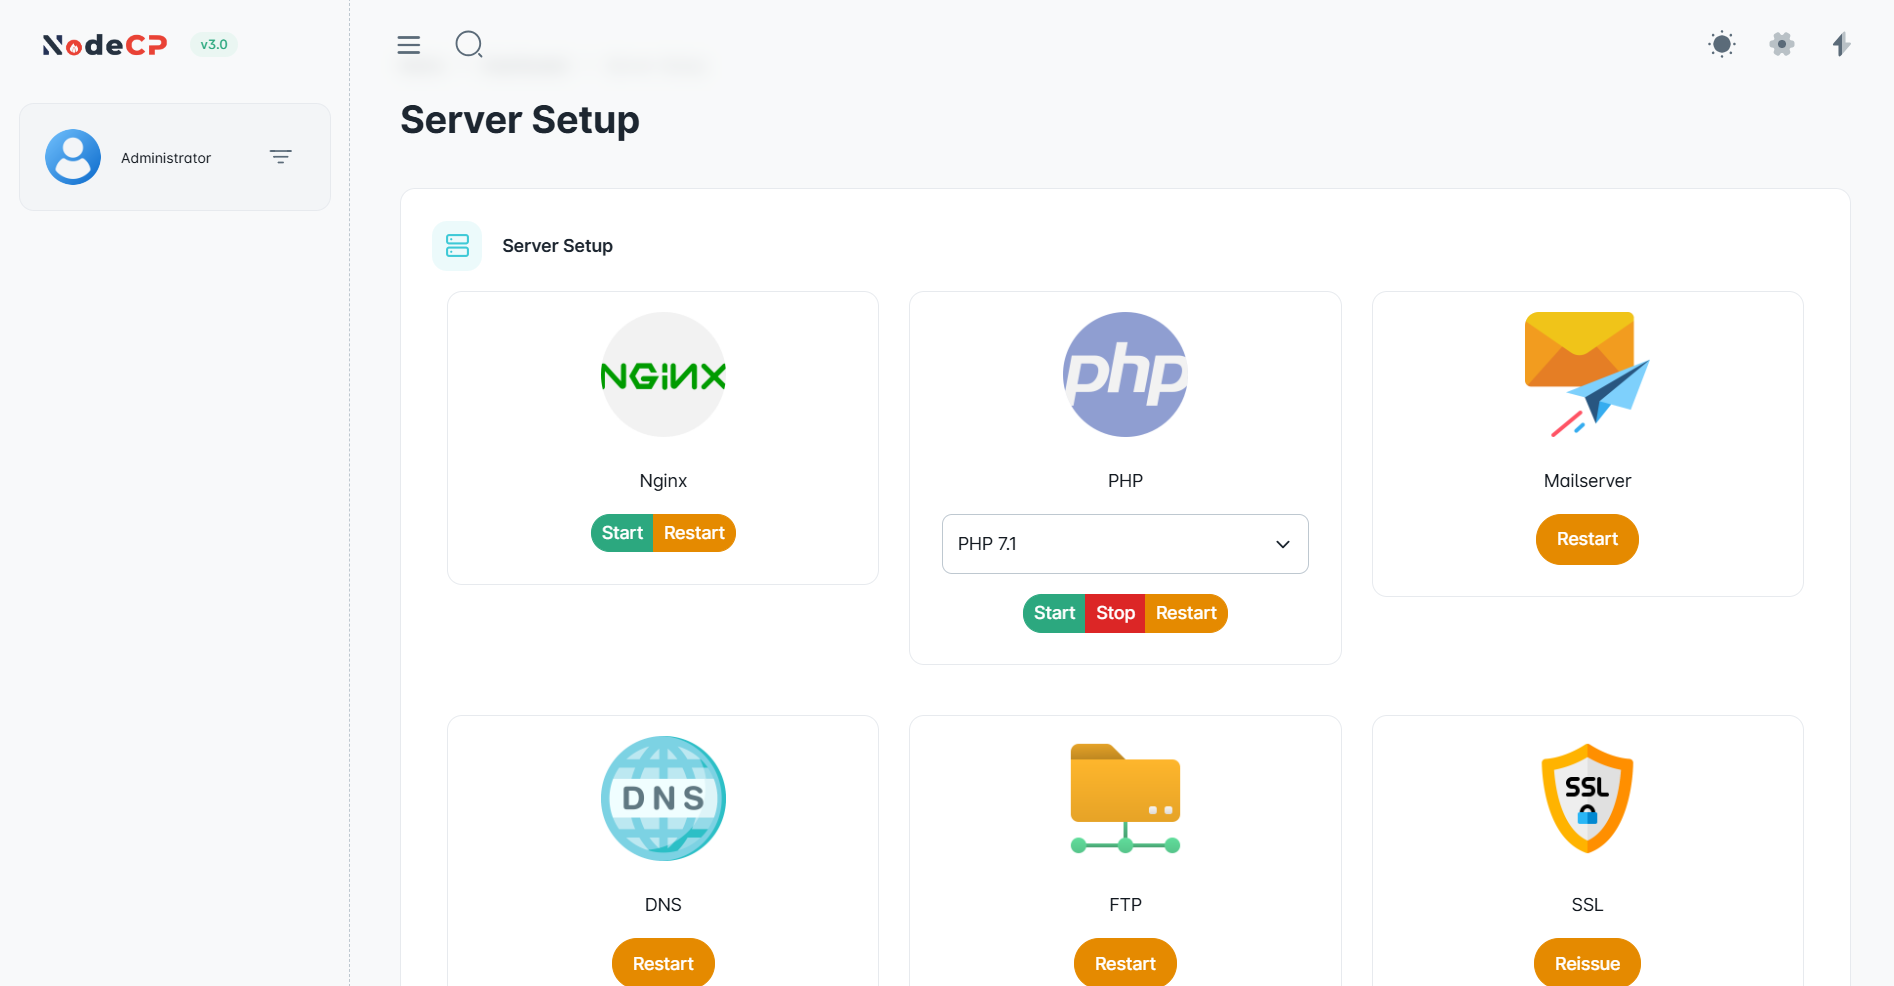 NodeCP v3.0
Administrator
Server Setup
Server Setup
NGiNX
Nginx
Start Restart
php
PHP
PHP 7.1
Start Stop Restart
Mailserver
Restart
DNS
DNS
Restart
FTP
Restart
SSL
SSL
Reissue